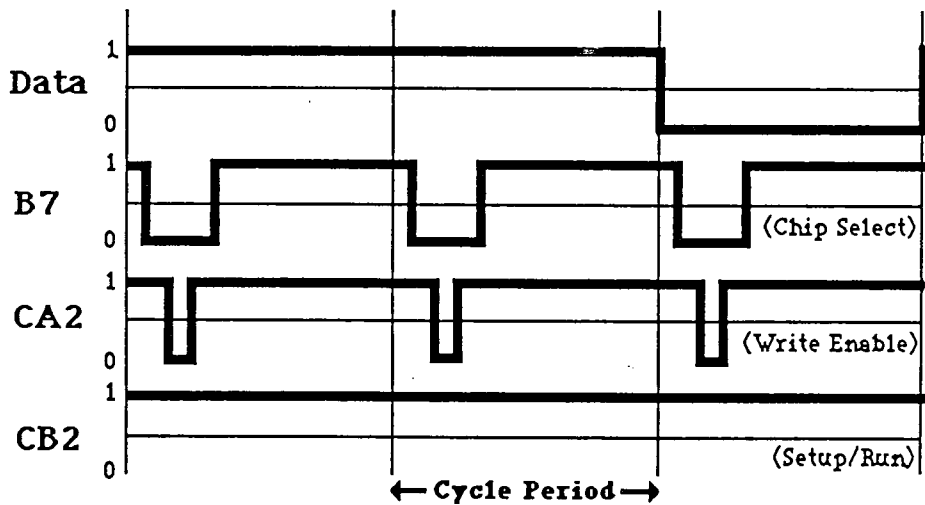 1
Data
0
1
B7
0
⟨Chip Select⟩
1
CA2
0
⟨Write Enable⟩
1
CB2
0
⟨Setup/Run⟩
←Cycle Period→